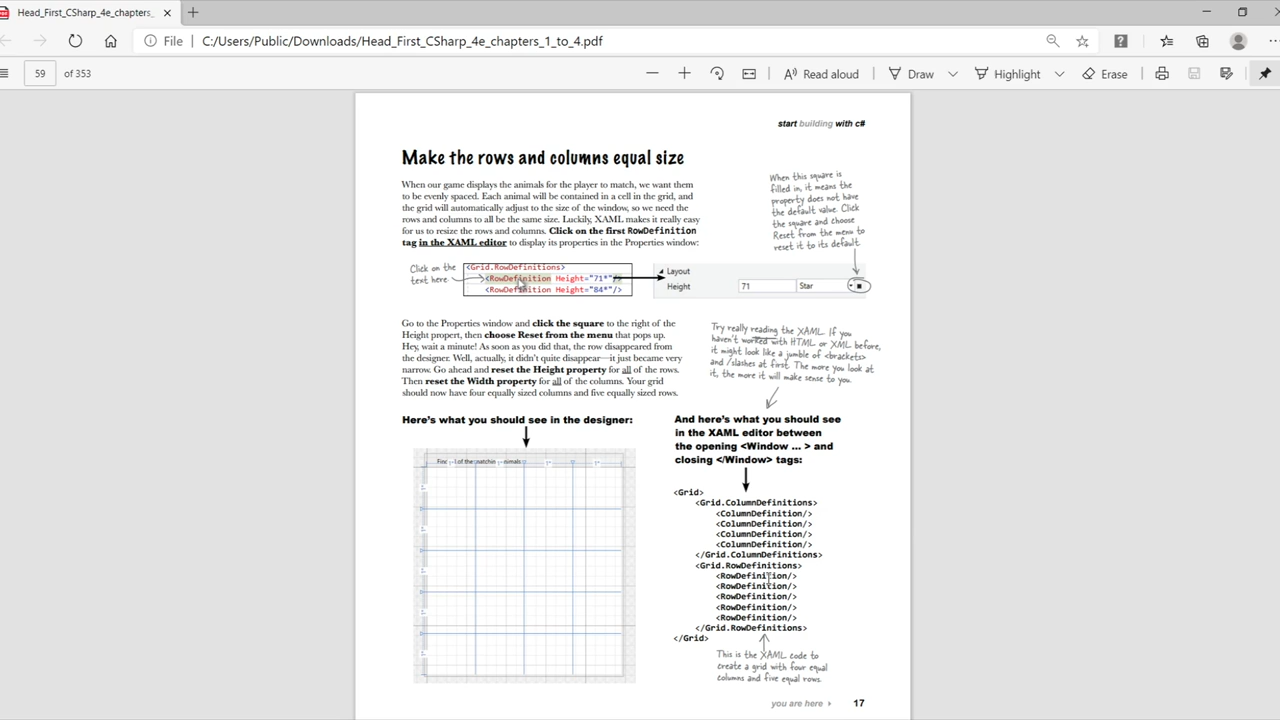 Head_First_CSharp_4e_chapters_
File C:/Users/Public/Downloads/Head_First_CSharp_4e_chapters_1_to_4.pdf
59 of 353
Read aloud Draw Highlight Erase
start building with c#
Make the rows and columns equal size
When our game displays the animals for the player to match, we want them
to be evenly spaced. Each animal will be contained in a cell in the grid, and
the grid will automatically adjust to the size of the window, so we need the
rows and columns to all be the same size. Luckily, XAML makes it really easy
for us to resize the rows and columns. Click on the first RowDefinition
tag in the XAML editor to display its properties in the Properties window:
When this square is
filled in, it means the
property does not have
the default value. Click
the square and choose
Reset from the menu to
reset it to its default.
Click on the
text here
<Grid.RowDefinitions>
<RowDefinition Height="71*"/>
<RowDefinition Height="84*"/>
Layout
Height 71 Star
Go to the Properties window and click the square to the right of the
Height propert, then choose Reset from the menu that pops up.
Hey, wait a minute! As soon as you did that, the row disappeared from
the designer. Well, actually, it didn't quite disappear—it just became very
narrow. Go ahead and reset the Height property for all of the rows.
Then reset the Width property for all of the columns. Your grid
should now have four equally sized columns and five equally sized rows.
Try really reading the XAML. If you
haven't worked with HTML or XML before,
it might look like a jumble of <brackets>
and /slashes at first. The more you look at
it, the more it will make sense to you.
Here's what you should see in the designer:
Find of the matchin nimals
1* 1* 1* 1*
1*
1*
1*
1*
1*
And here's what you should see
in the XAML editor between
the opening <Window ... > and
closing </Window> tags:
<Grid>
<Grid.ColumnDefinitions>
<ColumnDefinition/>
<ColumnDefinition/>
<ColumnDefinition/>
<ColumnDefinition/>
</Grid.ColumnDefinitions>
<Grid.RowDefinitions>
<RowDefinition/>
<RowDefinition/>
<RowDefinition/>
<RowDefinition/>
<RowDefinition/>
</Grid.RowDefinitions>
</Grid>
This is the XAML code to
create a grid with four equal
columns and five equal rows.
you are here 17